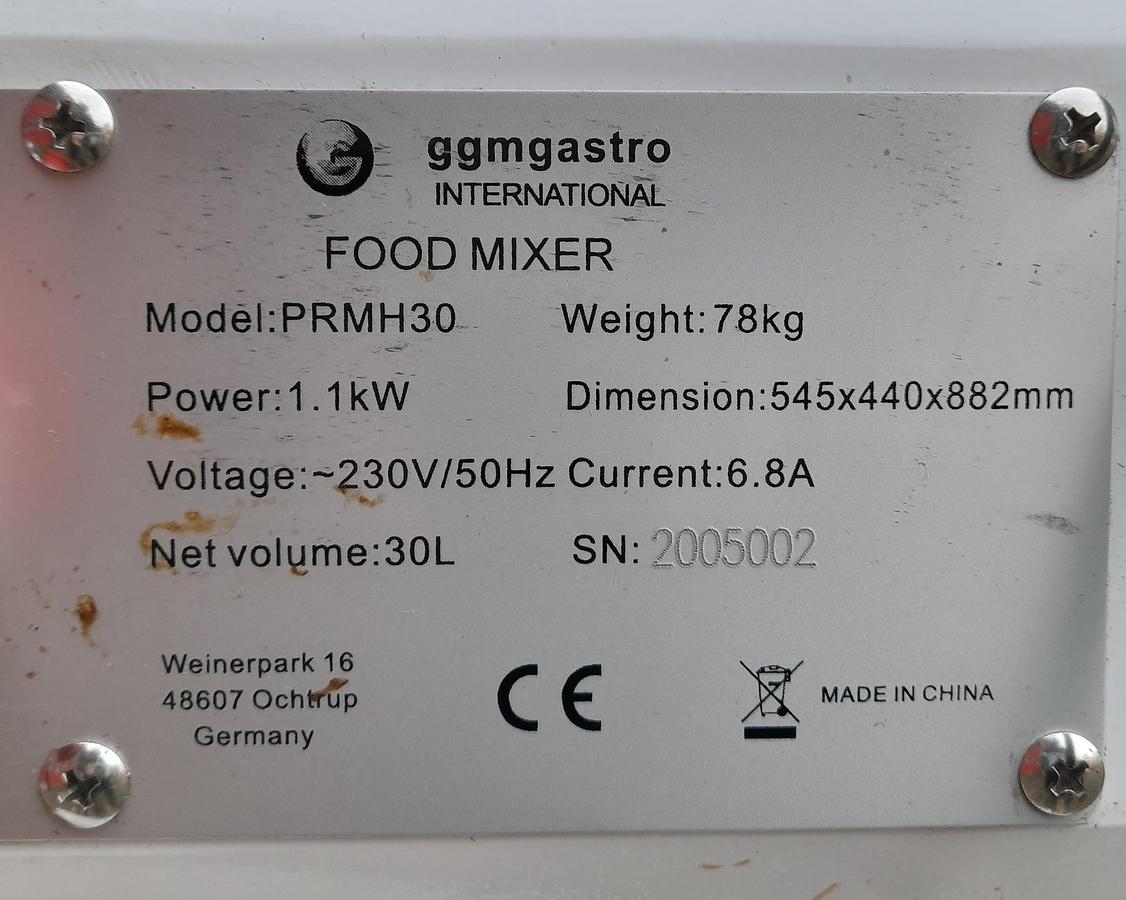 ggmgastro
INTERNATIONAL
FOOD MIXER
Model:PRMH30 Weight:78kg
Power:1.1kW Dimension:545x440x882mm
Voltage:~230V/50Hz Current:6.8A
Net volume:30L SN: 2005002
Weinerpark 16
48607 Ochtrup
Germany
CE
MADE IN CHINA